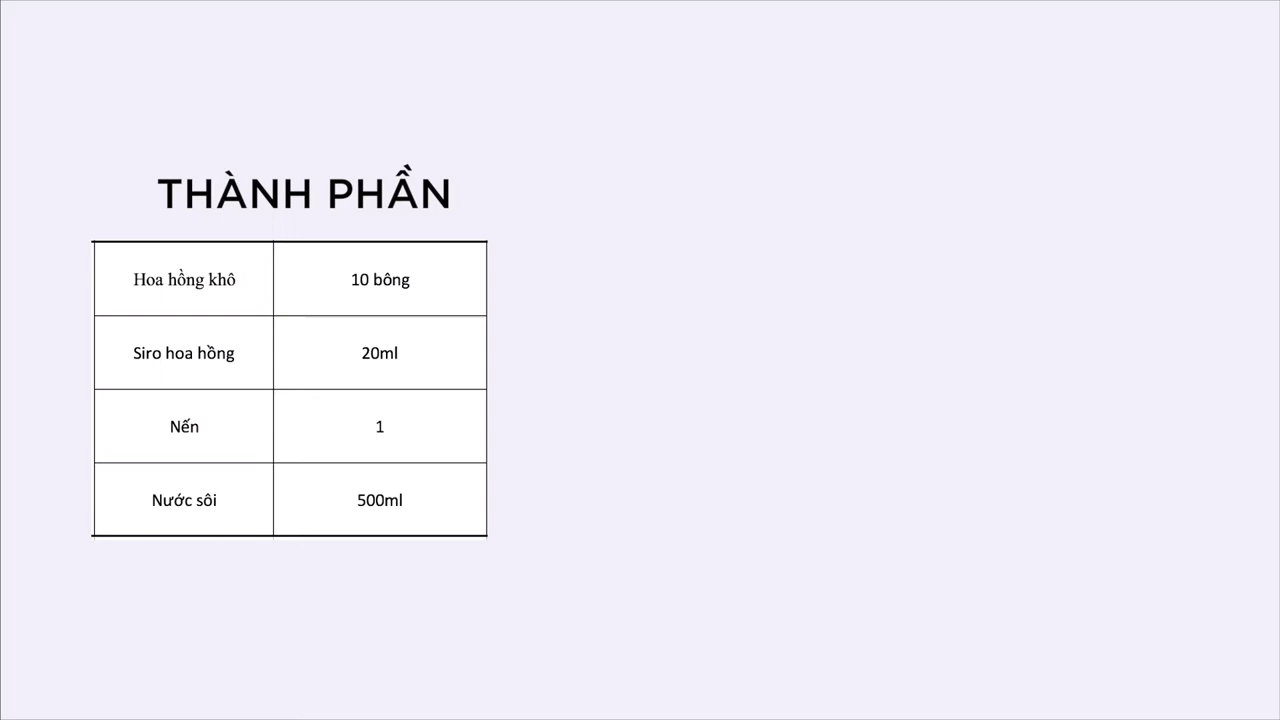 THÀNH PHẦN
Hoa hồng khô 10 bông
Siro hoa hồng 20ml
Nến 1
Nước sôi 500ml